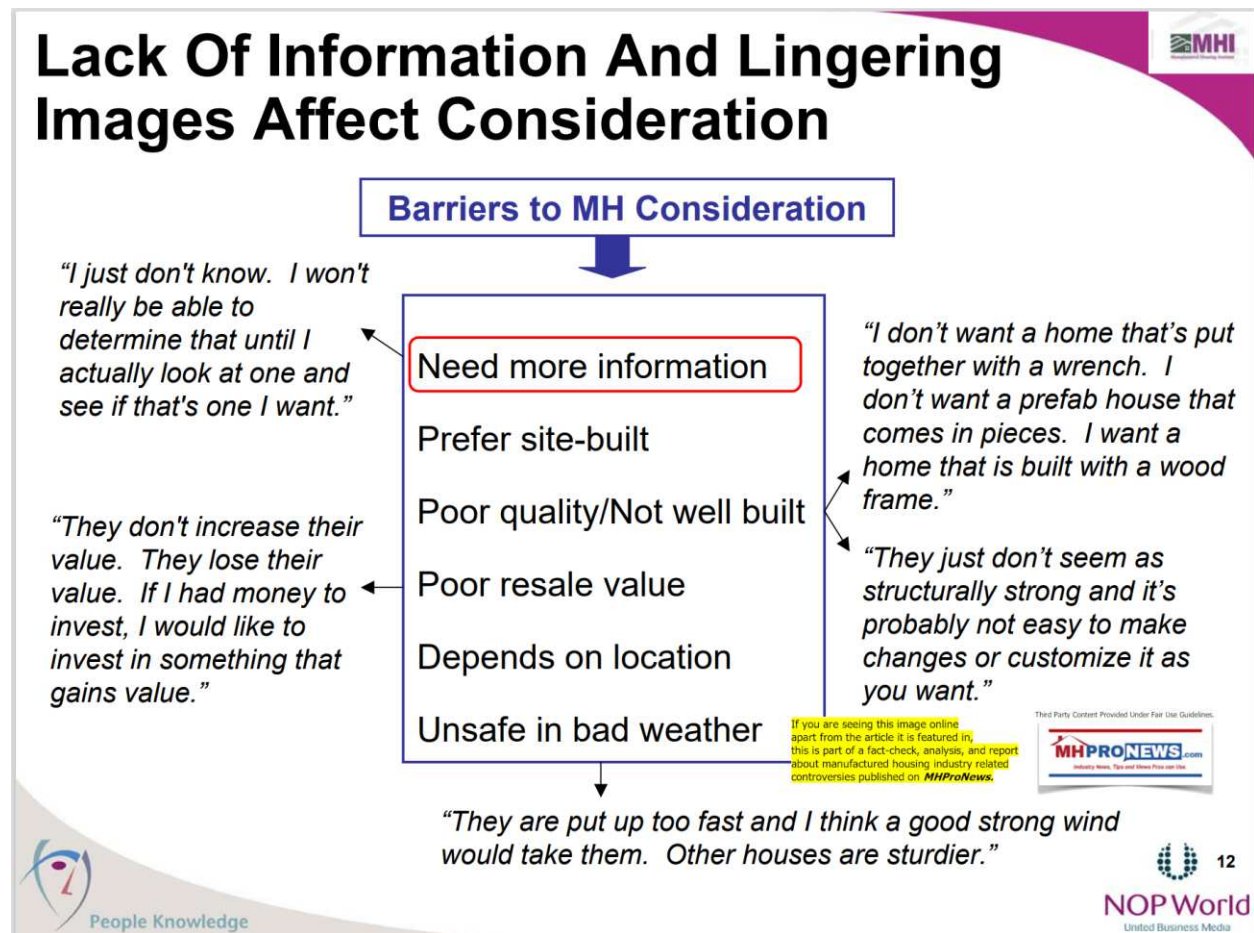 Lack Of Information And Lingering
Images Affect Consideration
MHI
Barriers to MH Consideration
“I just don't know. I won't
really be able to
determine that until I
actually look at one and
see if that's one I want.”
Need more information
Prefer site-built
Poor quality/Not well built
Poor resale value
Depends on location
Unsafe in bad weather
“I don’t want a home that’s put
together with a wrench. I
don’t want a prefab house that
comes in pieces. I want a
home that is built with a wood
frame.”
“They don't increase their
value. They lose their
value. If I had money to
invest, I would like to
invest in something that
gains value.”
“They just don’t seem as
structurally strong and it’s
probably not easy to make
changes or customize it as
you want.”
If you are seeing this image online
apart from the article it is featured in,
this is part of a fact-check, analysis, and report
about manufactured housing industry related
controversies published on MHProNews.
Third Party Content Provided Under Fair Use Guidelines.
MHPRONEWS.com
Industry News, Tips and Views Pros can Use
“They are put up too fast and I think a good strong wind
would take them. Other houses are sturdier.”
People Knowledge
12
NOP World
United Business Media